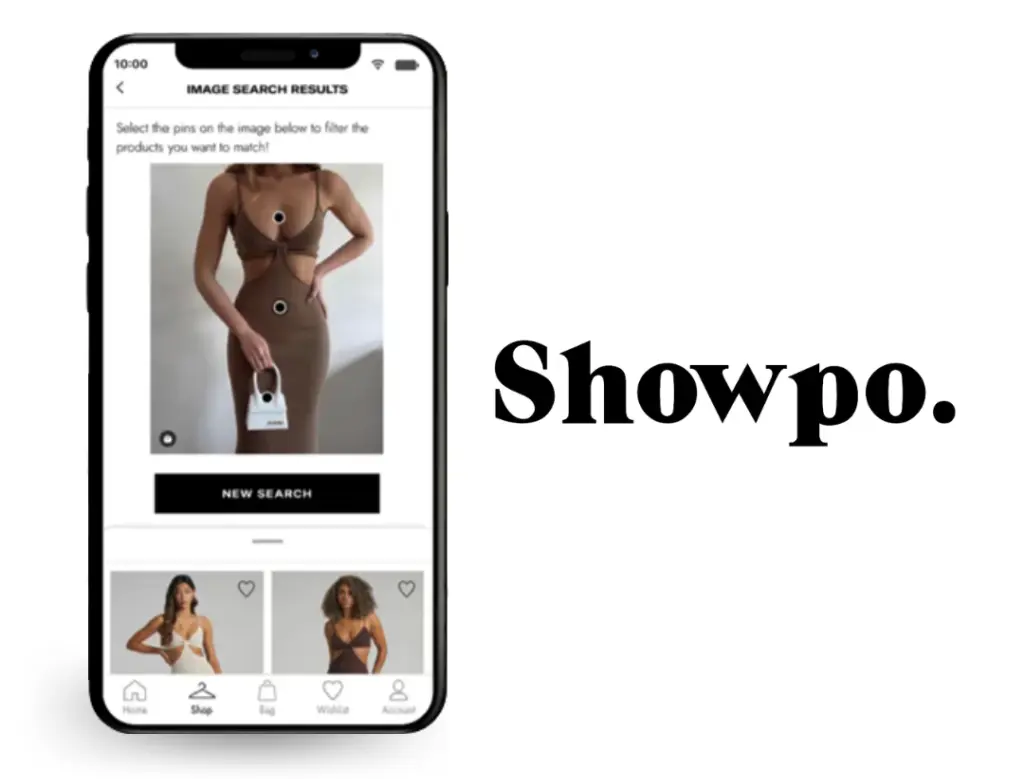 10:00
IMAGE SEARCH RESULTS
Select the pins on the image below to filter the
products you want to match!
NEW SEARCH
Home
Shop
Bag
Wishlist
Account
Showpo.